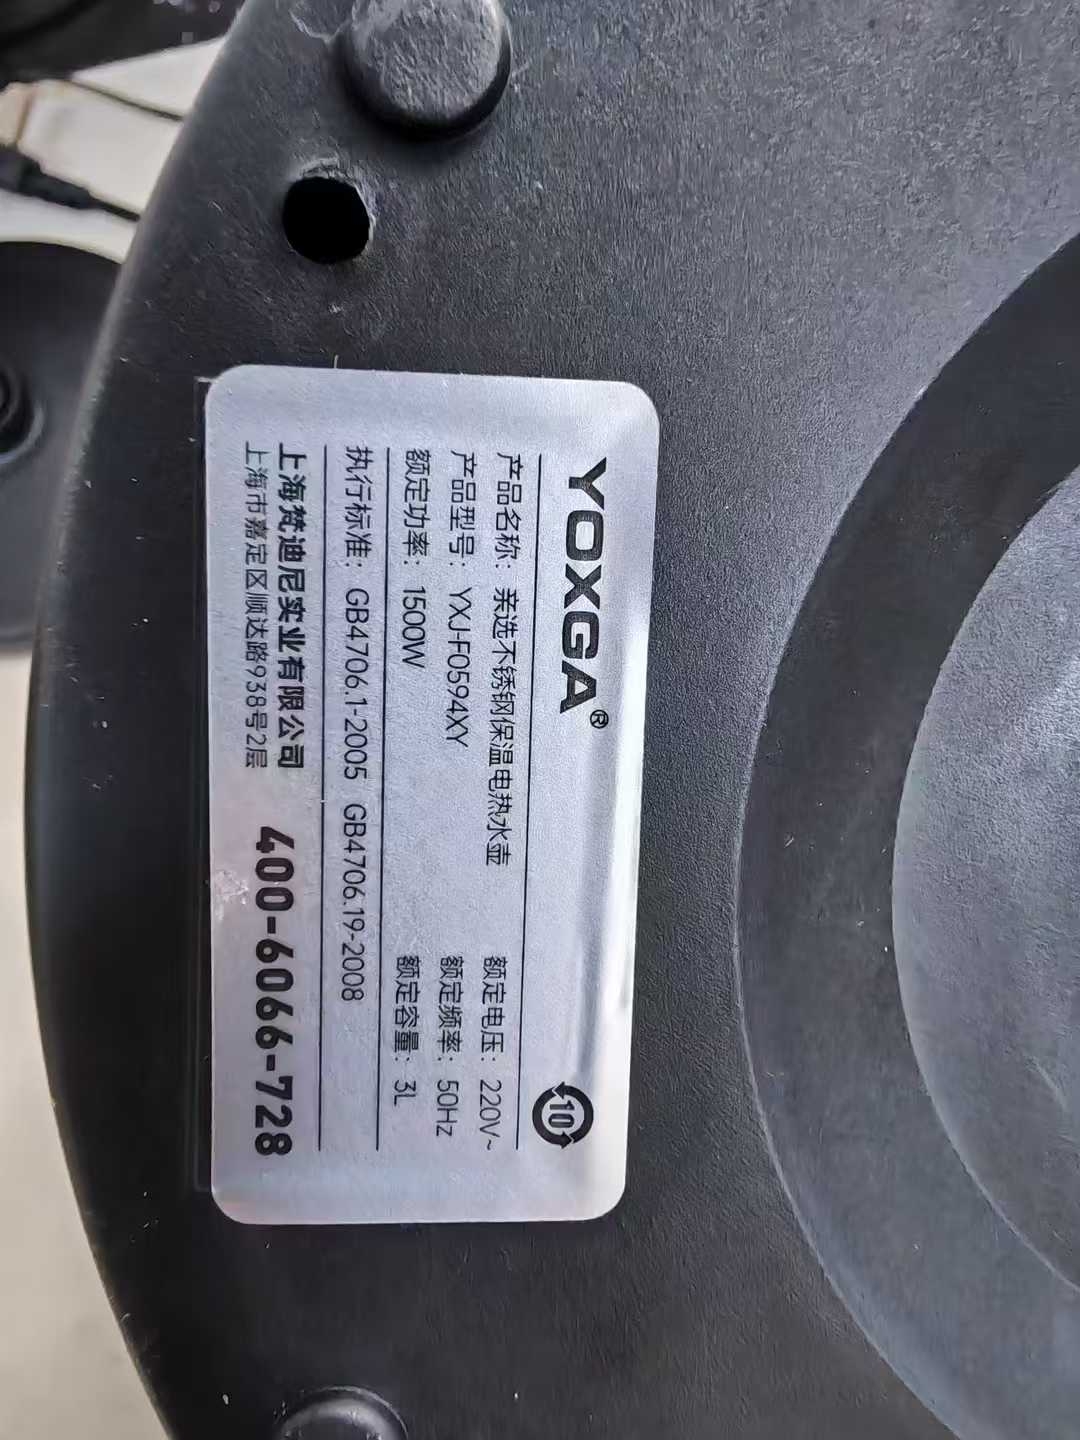 YOXGA®
10
产品名称：亲选不锈钢保温电热水壶
额定电压：220V~
产品型号：YXJ-F0594XY
额定频率：50Hz
额定功率：1500W
额定容量：3L
执行标准：GB4706.1-2005 GB4706.19-2008
上海梵迪尼实业有限公司
上海市嘉定区顺达路938号2层
400-6066-728